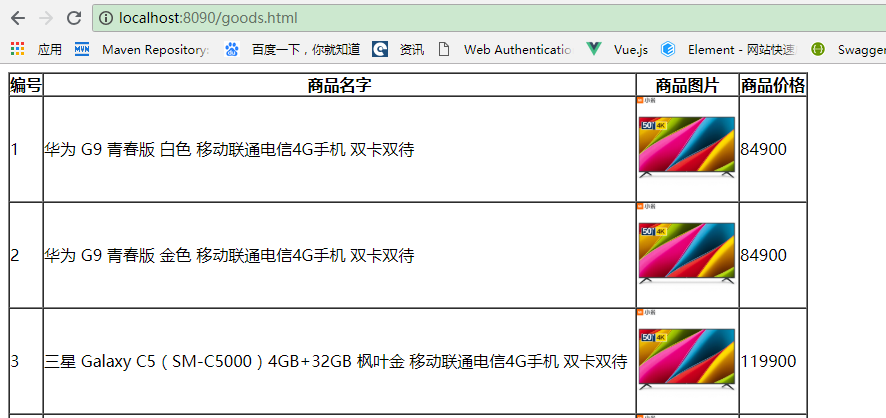 localhost:8090/goods.html
应用 Maven Repository: 百度一下，你就知道 资讯 Web Authenticatio Vue.js Element - 网站快速 Swagger
编号 商品名字 商品图片 商品价格
1 华为 G9 青春版 白色 移动联通电信4G手机 双卡双待 50" 4K 84900
2 华为 G9 青春版 金色 移动联通电信4G手机 双卡双待 50" 4K 84900
3 三星 Galaxy C5（SM-C5000）4GB+32GB 枫叶金 移动联通电信4G手机 双卡双待 50" 4K 119900